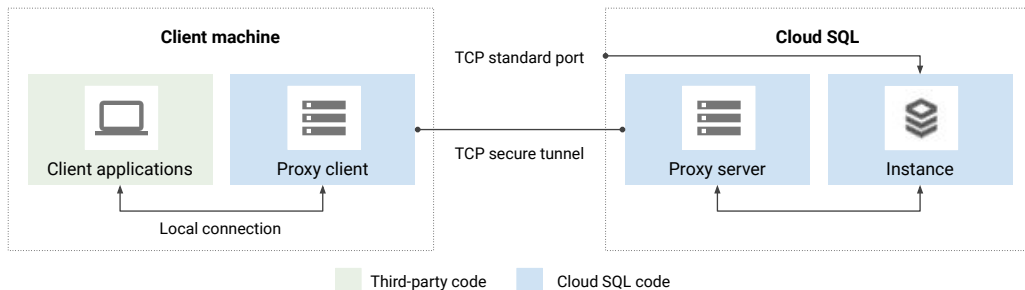 Client machine
Cloud SQL
TCP standard port
Client applications
Proxy client
TCP secure tunnel
Proxy server
Instance
Local connection
Third-party code
Cloud SQL code